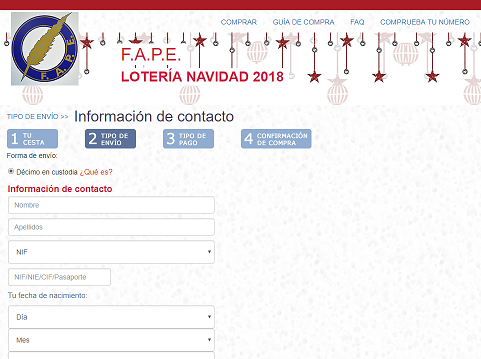 COMPRAR GUÍA DE COMPRA FAQ COMPRUEBA TU NÚMERO
F.A.P.E.
F.A.P.E.
LOTERÍA NAVIDAD 2018
TIPO DE ENVÍO >> Información de contacto
1 TU CESTA
2 TIPO DE ENVÍO
3 TIPO DE PAGO
4 CONFIRMACIÓN DE COMPRA
Forma de envío:
Décimo en custodia ¿Qué es?
Información de contacto
Nombre
Apellidos
NIF
NIF/NIE/CIF/Pasaporte
Tu fecha de nacimiento:
Dia
Mes